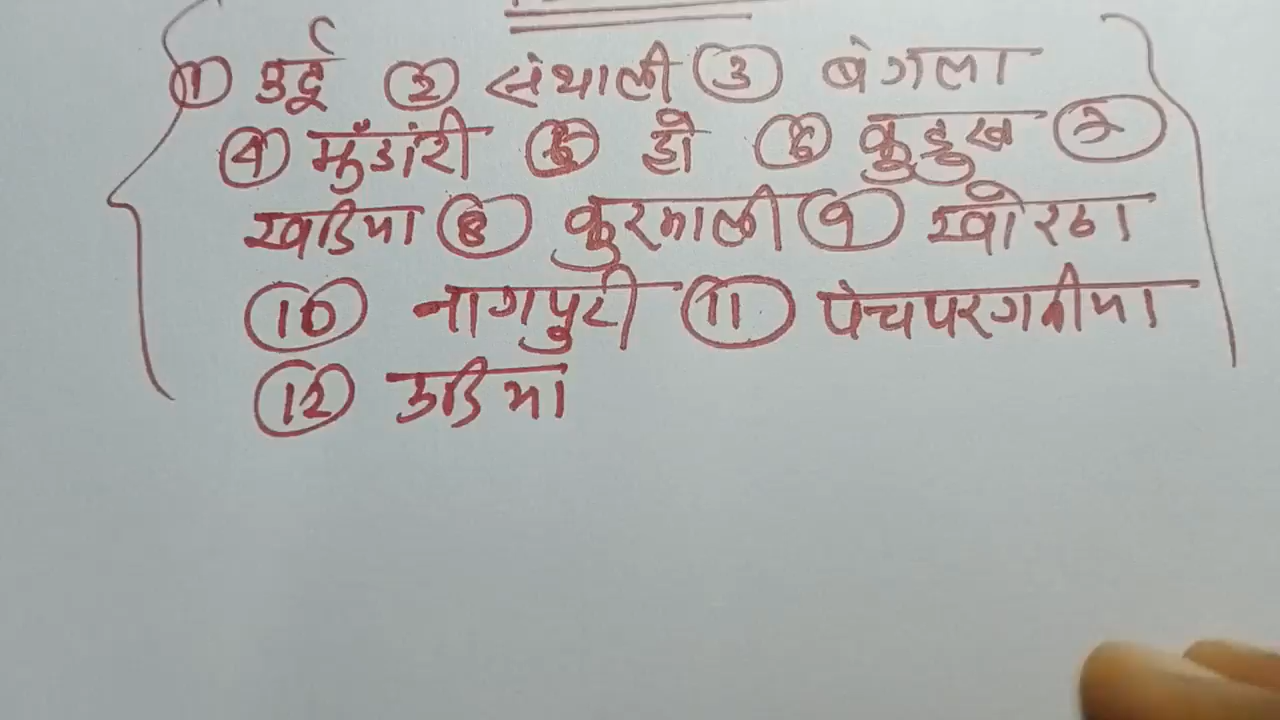 1 उर्दू 2 संथाली 3 बंगला
4 मुँडारी 5 हो 6 कुड़ुख 7
खडिया 8 कुरमाली 9 खोरठा
10 नागपुरी 11 पंचपरगनीया
12 उडिया